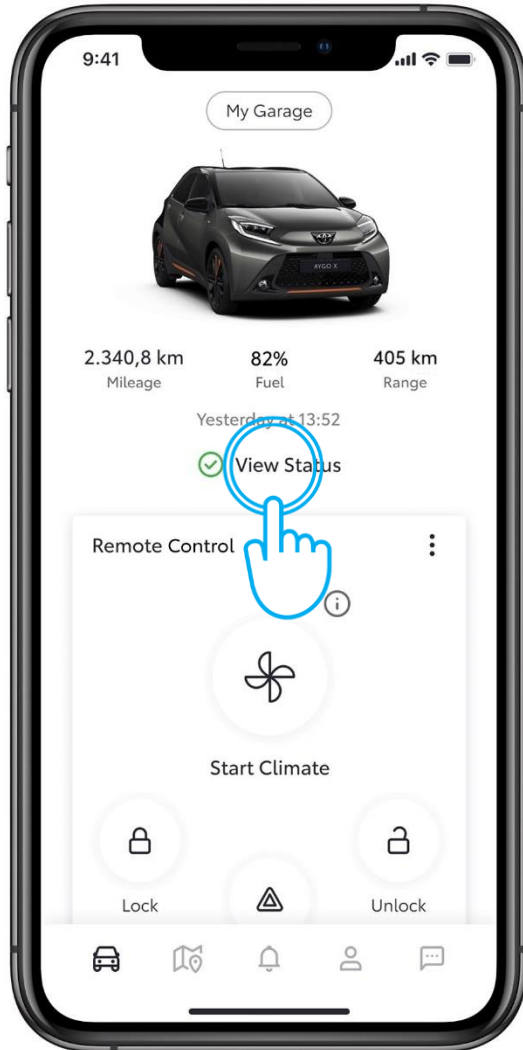 9:41
My Garage
AYGO X
2.340,8 km 82% 405 km
Mileage Fuel Range
Yesterday at 13:52
View Status
Remote Control
Start Climate
Lock Unlock